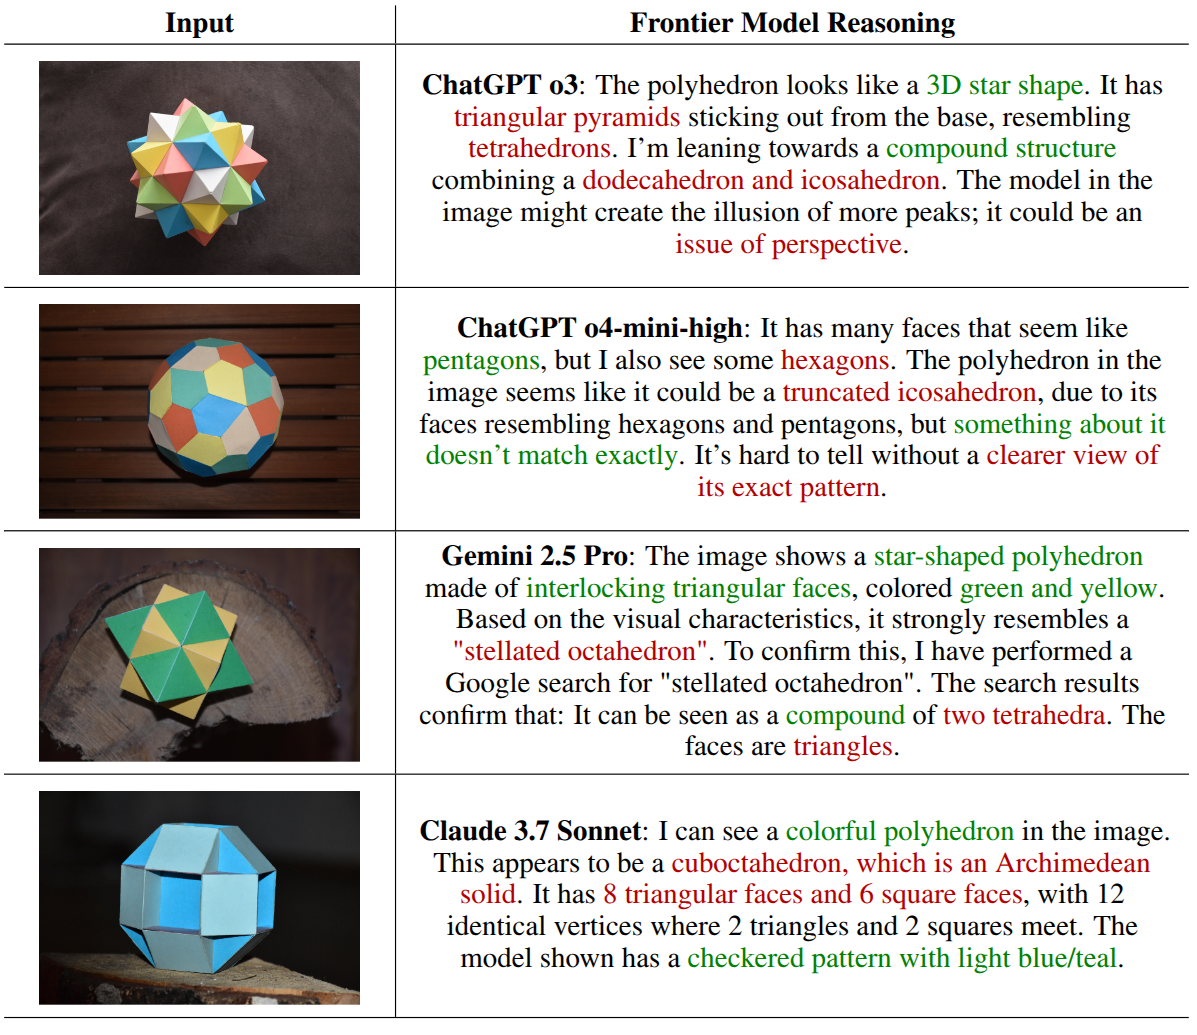 Input
Frontier Model Reasoning
ChatGPT o3: The polyhedron looks like a 3D star shape. It has
triangular pyramids sticking out from the base, resembling
tetrahedrons. I'm leaning towards a compound structure
combining a dodecahedron and icosahedron. The model in the
image might create the illusion of more peaks; it could be an
issue of perspective.
ChatGPT o4-mini-high: It has many faces that seem like
pentagons, but I also see some hexagons. The polyhedron in the
image seems like it could be a truncated icosahedron, due to its
faces resembling hexagons and pentagons, but something about it
doesn't match exactly. It's hard to tell without a clearer view of
its exact pattern.
Gemini 2.5 Pro: The image shows a star-shaped polyhedron
made of interlocking triangular faces, colored green and yellow.
Based on the visual characteristics, it strongly resembles a
"stellated octahedron". To confirm this, I have performed a
Google search for "stellated octahedron". The search results
confirm that: It can be seen as a compound of two tetrahedra. The
faces are triangles.
Claude 3.7 Sonnet: I can see a colorful polyhedron in the image.
This appears to be a cuboctahedron, which is an Archimedean
solid. It has 8 triangular faces and 6 square faces, with 12
identical vertices where 2 triangles and 2 squares meet. The
model shown has a checkered pattern with light blue/teal.